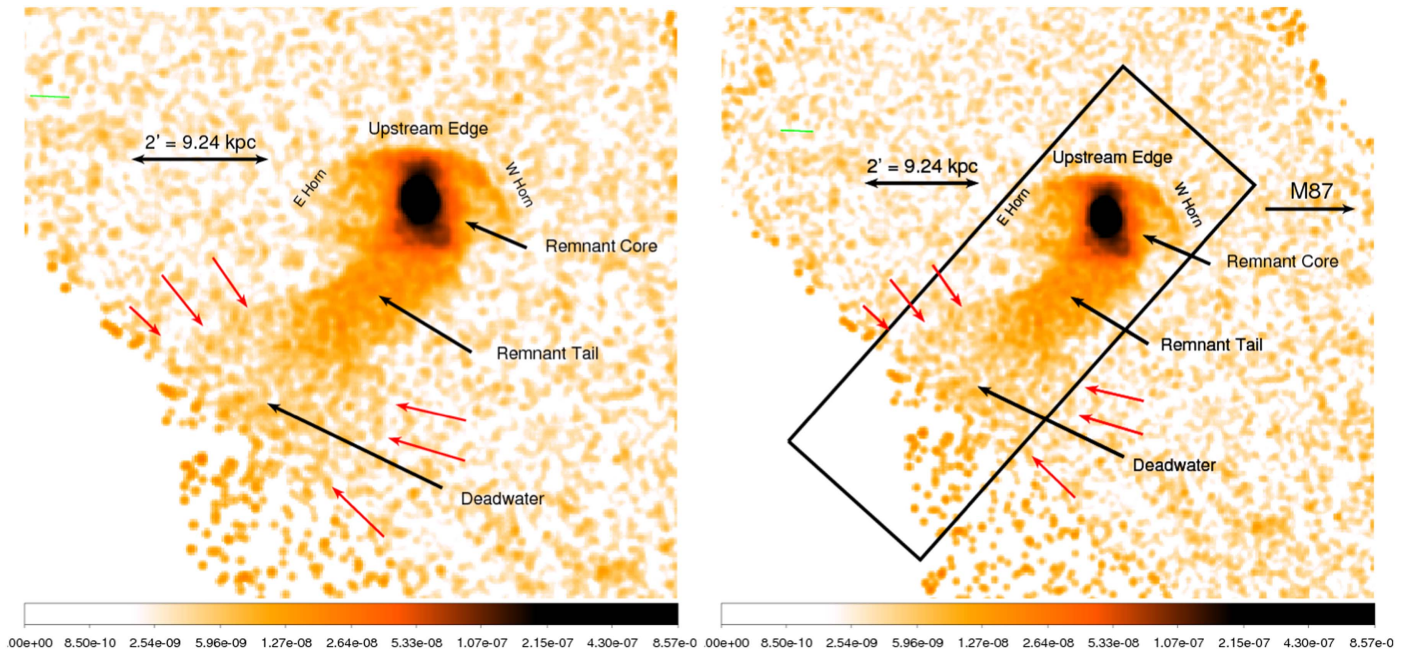 Upstream Edge
2' = 9.24 kpc
E Horn
W Horn
Remnant Core
Remnant Tail
Deadwater
.00e+00 8.50e-10 2.54e-09 5.96e-09 1.27e-08 2.64e-08 5.33e-08 1.07e-07 2.15e-07 4.30e-07 8.57e-0
Upstream Edge
2' = 9.24 kpc
E Horn
W Horn
M87
Remnant Core
Remnant Tail
Deadwater
.00e+00 8.50e-10 2.54e-09 5.96e-09 1.27e-08 2.64e-08 5.33e-08 1.07e-07 2.15e-07 4.30e-07 8.57e-0